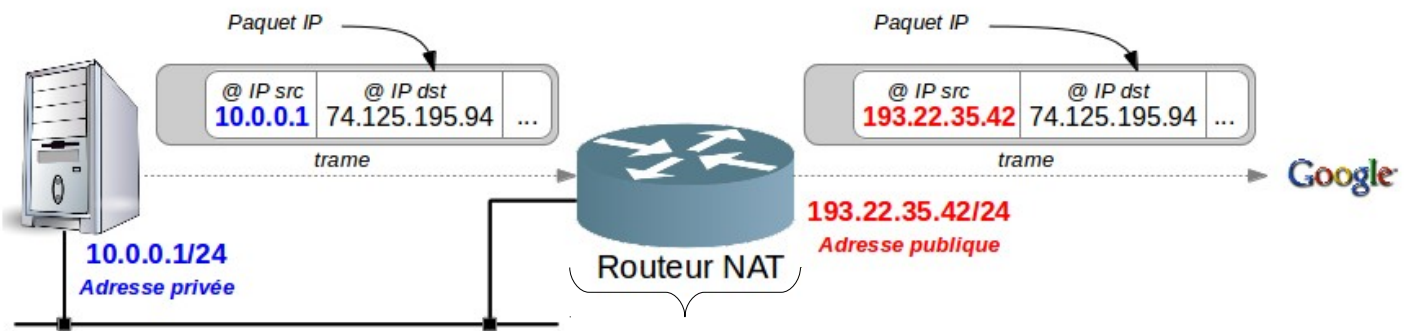 Paquet IP
@ IP src
10.0.0.1
@ IP dst
74.125.195.94
...
trame
10.0.0.1/24
Adresse privée
Routeur NAT
Paquet IP
@ IP src
193.22.35.42
@ IP dst
74.125.195.94
...
trame
193.22.35.42/24
Adresse publique
Google